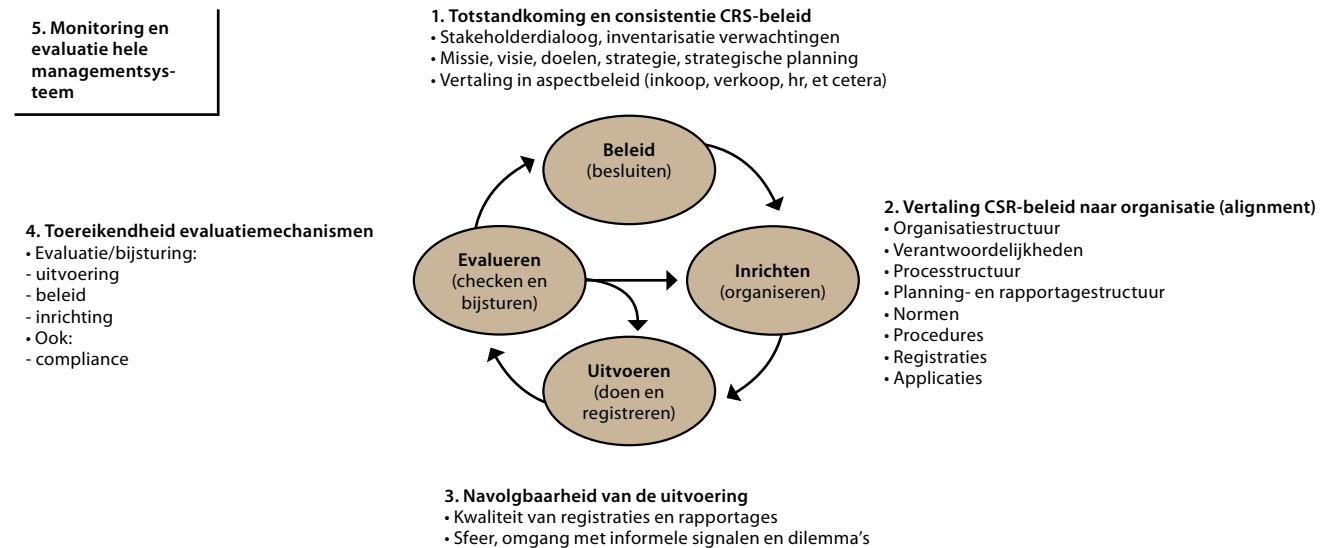 5. Monitoring en
evaluatie hele
managementsys-
teem
1. Totstandkoming en consistentie CRS-beleid
• Stakeholderdialoog, inventarisatie verwachtingen
• Missie, visie, doelen, strategie, strategische planning
• Vertaling in aspectbeleid (inkoop, verkoop, hr, et cetera)
Beleid
(besluiten)
2. Vertaling CSR-beleid naar organisatie (alignment)
• Organisatiestructuur
• Verantwoordelijkheden
• Processtructuur
• Planning- en rapportagestructuur
• Normen
• Procedures
• Registraties
• Applicaties
Inrichten
(organiseren)
4. Toereikendheid evaluatiemechanismen
• Evaluatie/bijsturing:
- uitvoering
- beleid
- inrichting
• Ook:
- compliance
Evalueren
(checken en
bijsturen)
Uitvoeren
(doen en
registreren)
3. Navolgbaarheid van de uitvoering
• Kwaliteit van registraties en rapportages
• Sfeer, omgang met informele signalen en dilemma's